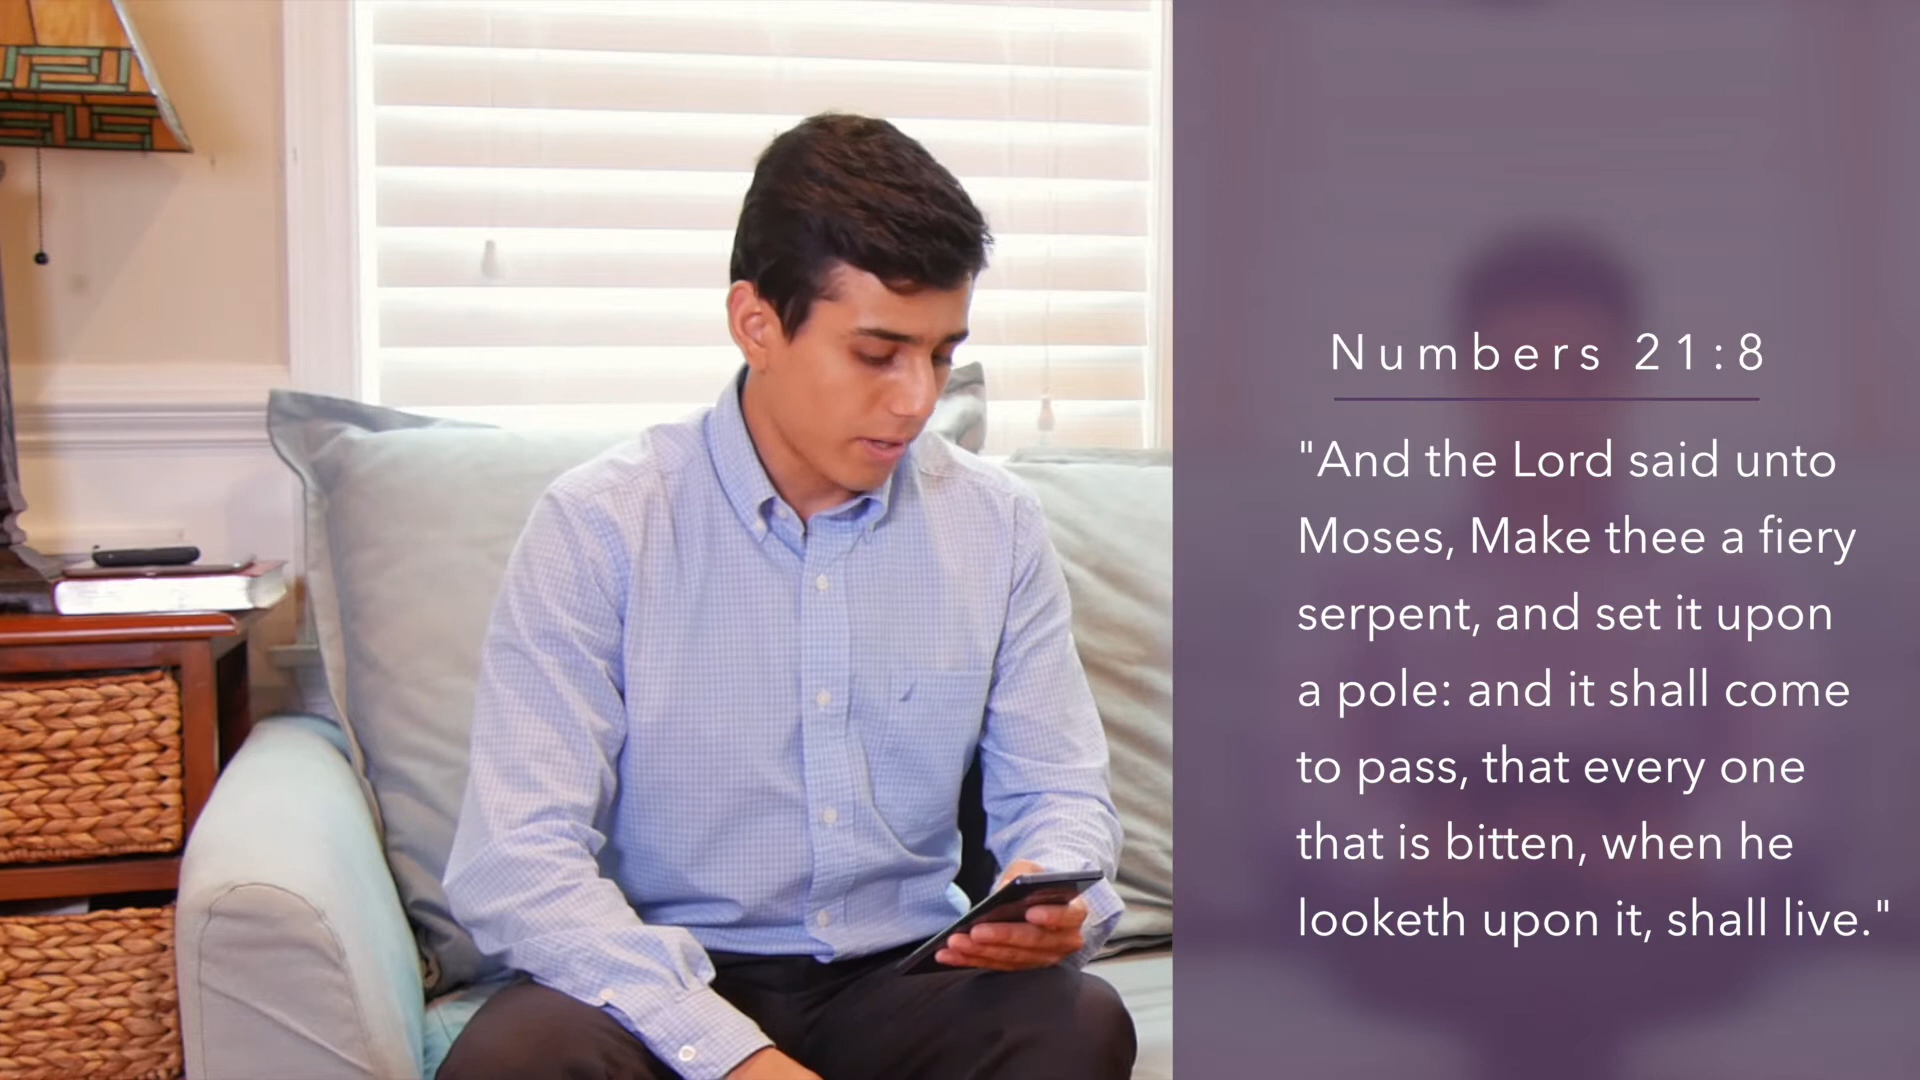 Numbers 21:8
"And the Lord said unto
Moses, Make thee a fiery
serpent, and set it upon
a pole: and it shall come
to pass, that every one
that is bitten, when he
looketh upon it, shall live."